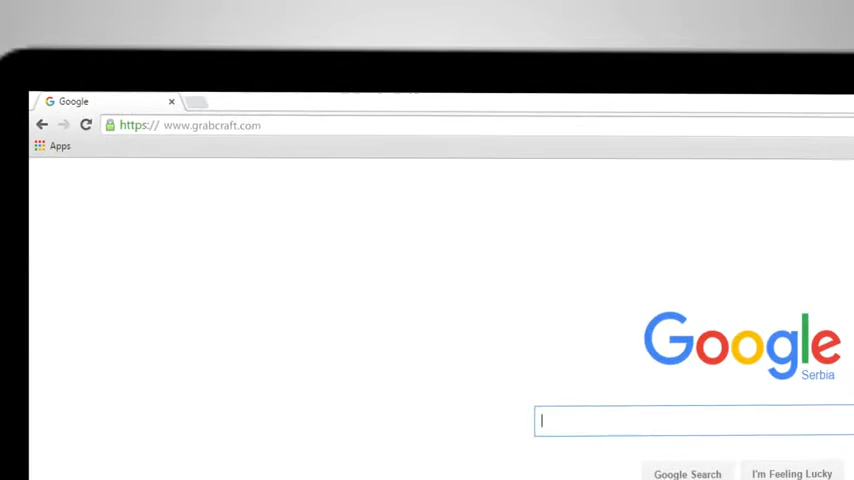 Google
https:// www.grabcraft.com
Apps
Google
Serbia
Google Search
I'm Feeling Lucky